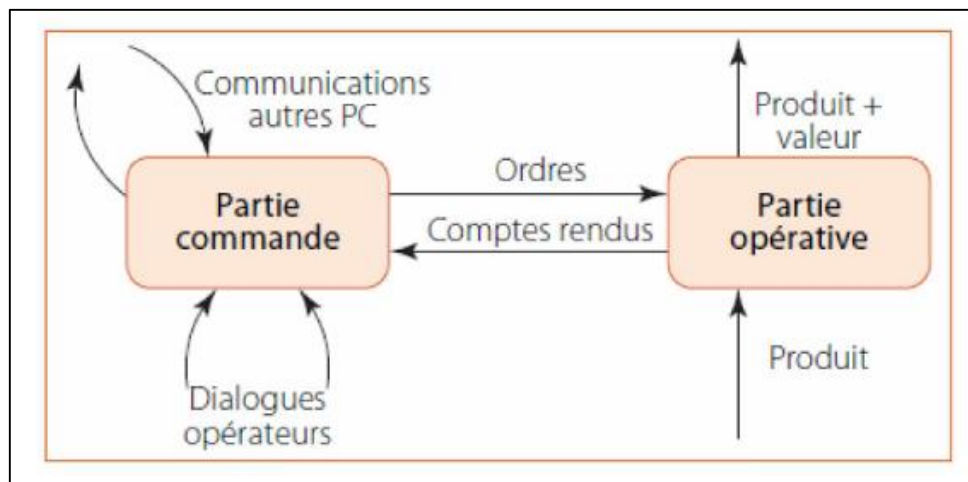 Communications
autres PC
Produit +
valeur
Ordres
Partie
commande
Comptes rendus
Partie
opérative
Produit
Dialogues
opérateurs